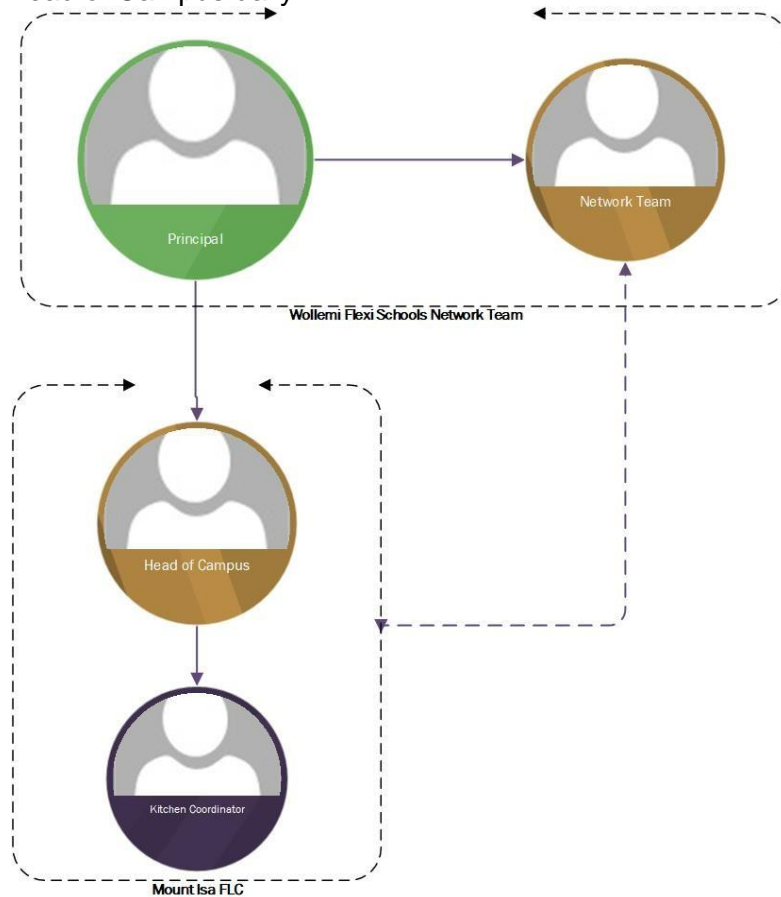 Principal
Network Team
Wollemi Flexi Schools Network Team
Head of Campus
Kitchen Coordinator
Mount Isa FLC